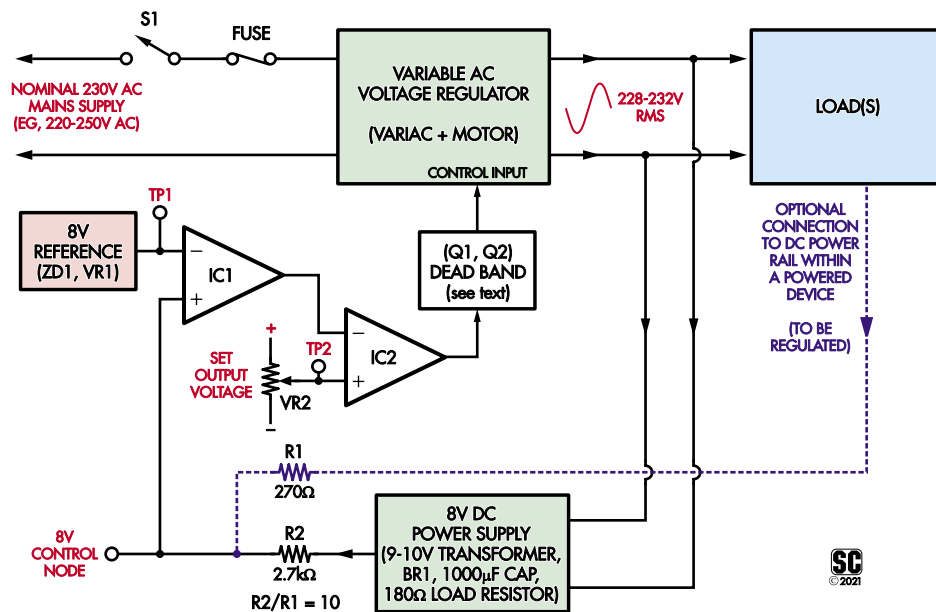 S1
FUSE
NOMINAL 230V AC
MAINS SUPPLY
(EG, 220-250V AC)
VARIABLE AC
VOLTAGE REGULATOR
(VARIAC + MOTOR)
CONTROL INPUT
228-232V
RMS
LOAD(S)
TP1
8V
REFERENCE
(ZD1, VR1)
−
+
IC1
(Q1, Q2)
DEAD BAND
(see text)
OPTIONAL
CONNECTION
TO DC POWER
RAIL WITHIN
A POWERED
DEVICE
(TO BE
REGULATED)
+
SET
OUTPUT
VOLTAGE
−
VR2
TP2
−
+
IC2
R1
270Ω
8V
CONTROL
NODE
R2
2.7kΩ
R2/R1 = 10
8V DC
POWER SUPPLY
(9-10V TRANSFORMER,
BR1, 1000µF CAP,
180Ω LOAD RESISTOR)
SC
© 2021